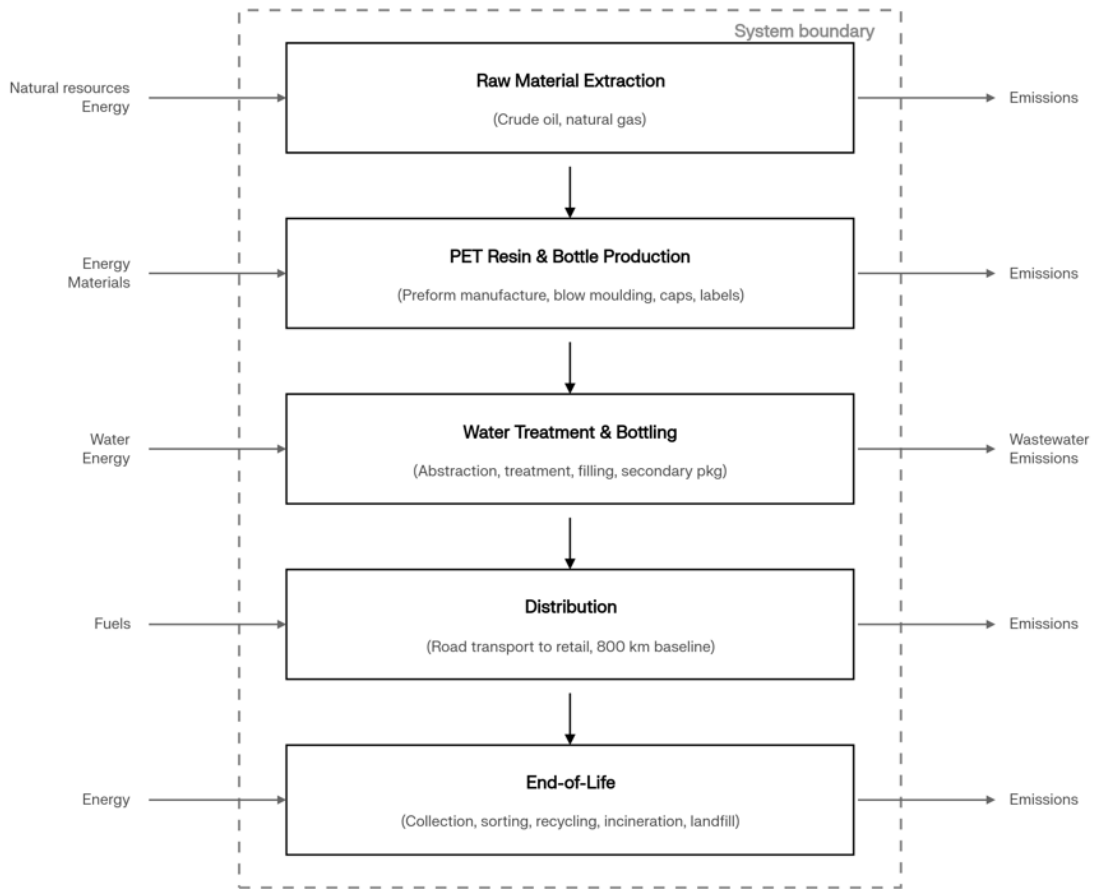 System boundary
Raw Material Extraction
Natural resources
Energy
(Crude oil, natural gas)
Emissions
PET Resin & Bottle Production
Energy
Materials
(Preform manufacture, blow moulding, caps, labels)
Emissions
Water Treatment & Bottling
Water
Energy
(Abstraction, treatment, filling, secondary pkg)
Wastewater
Emissions
Distribution
Fuels
(Road transport to retail, 800 km baseline)
Emissions
End-of-Life
Energy
(Collection, sorting, recycling, incineration, landfill)
Emissions